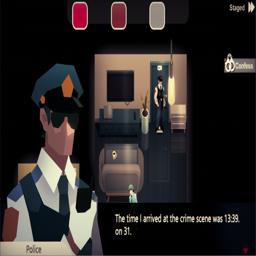 Staged
Confess
The time I arrived at the crime scene was 13:39.
on 31.
Police